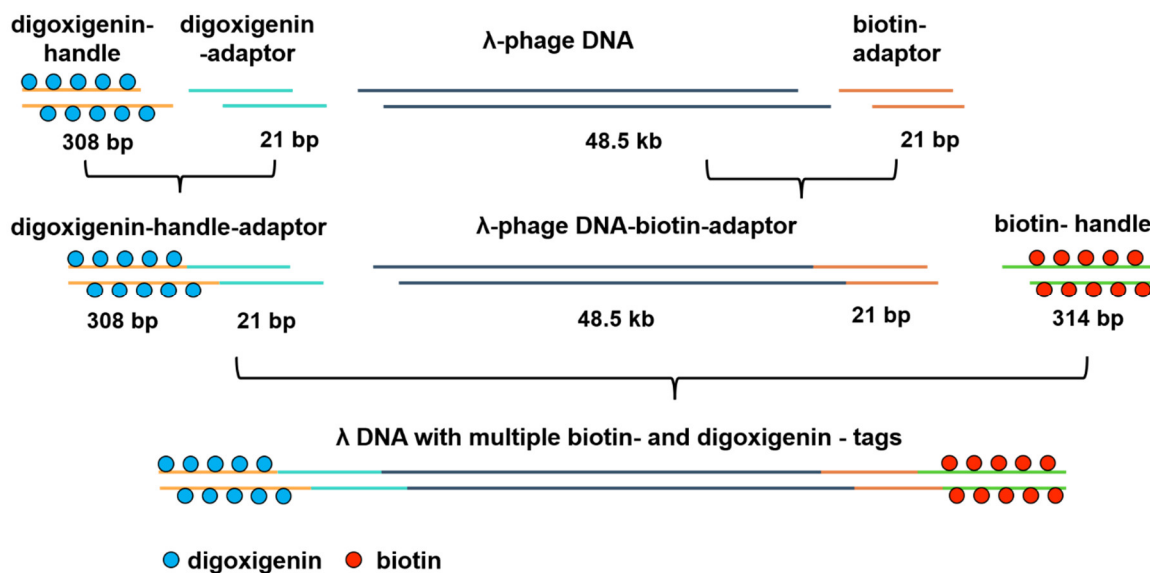 digoxigenin-
handle
digoxigenin
-adaptor
λ-phage DNA
biotin-
adaptor
308 bp
21 bp
48.5 kb
21 bp
digoxigenin-handle-adaptor
λ-phage DNA-biotin-adaptor
biotin- handle
308 bp
21 bp
48.5 kb
21 bp
314 bp
λ DNA with multiple biotin- and digoxigenin - tags
digoxigenin
biotin